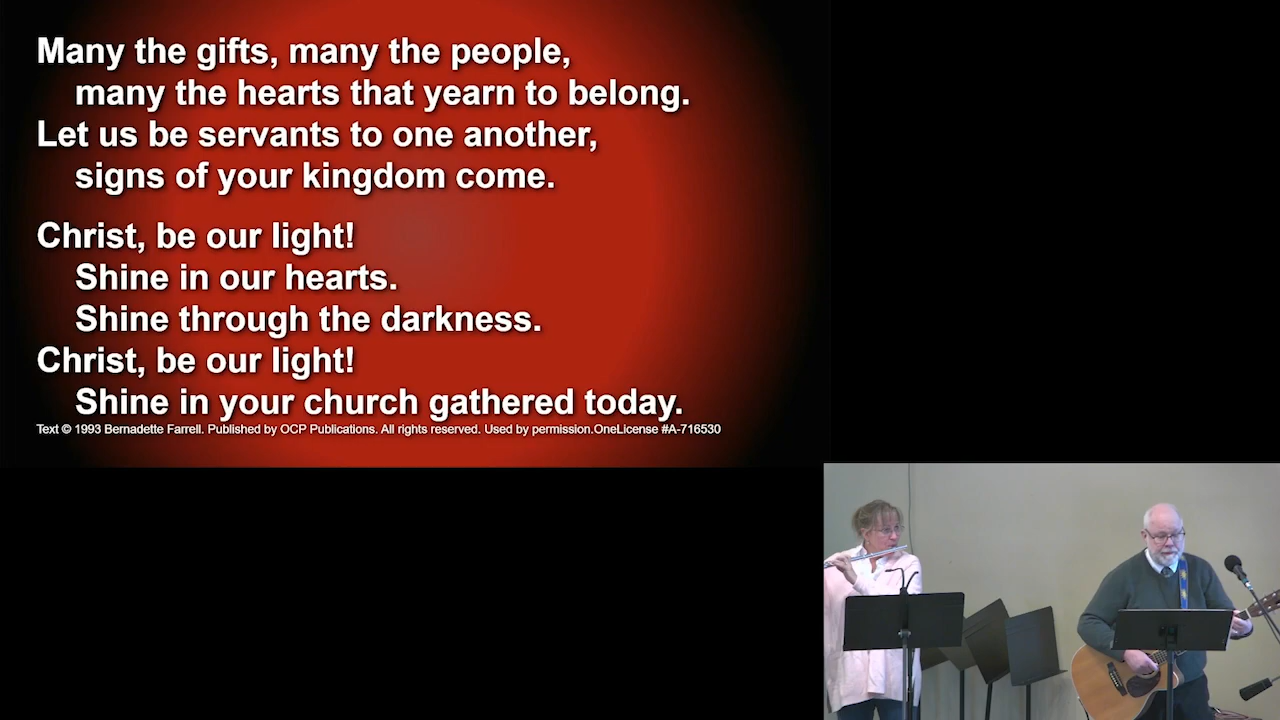 Many the gifts, many the people,
many the hearts that yearn to belong.
Let us be servants to one another,
signs of your kingdom come.
Christ, be our light!
Shine in our hearts.
Shine through the darkness.
Christ, be our light!
Shine in your church gathered today.
Text © 1993 Bernadette Farrell. Published by OCP Publications. All rights reserved. Used by permission.OneLicense #A-716530